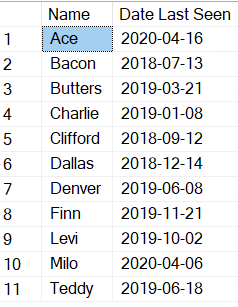 Name Date Last Seen
1 Ace 2020-04-16
2 Bacon 2018-07-13
3 Butters 2019-03-21
4 Charlie 2019-01-08
5 Clifford 2018-09-12
6 Dallas 2018-12-14
7 Denver 2019-06-08
8 Finn 2019-11-21
9 Levi 2019-10-02
10 Milo 2020-04-06
11 Teddy 2019-06-18